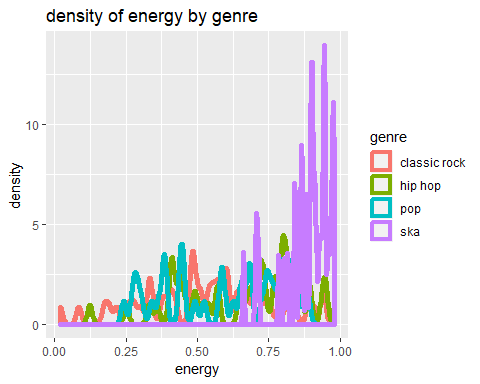 density of energy by genre
density
10
5
0
0.00 0.25 0.50 0.75 1.00
energy
genre
classic rock
hip hop
pop
ska